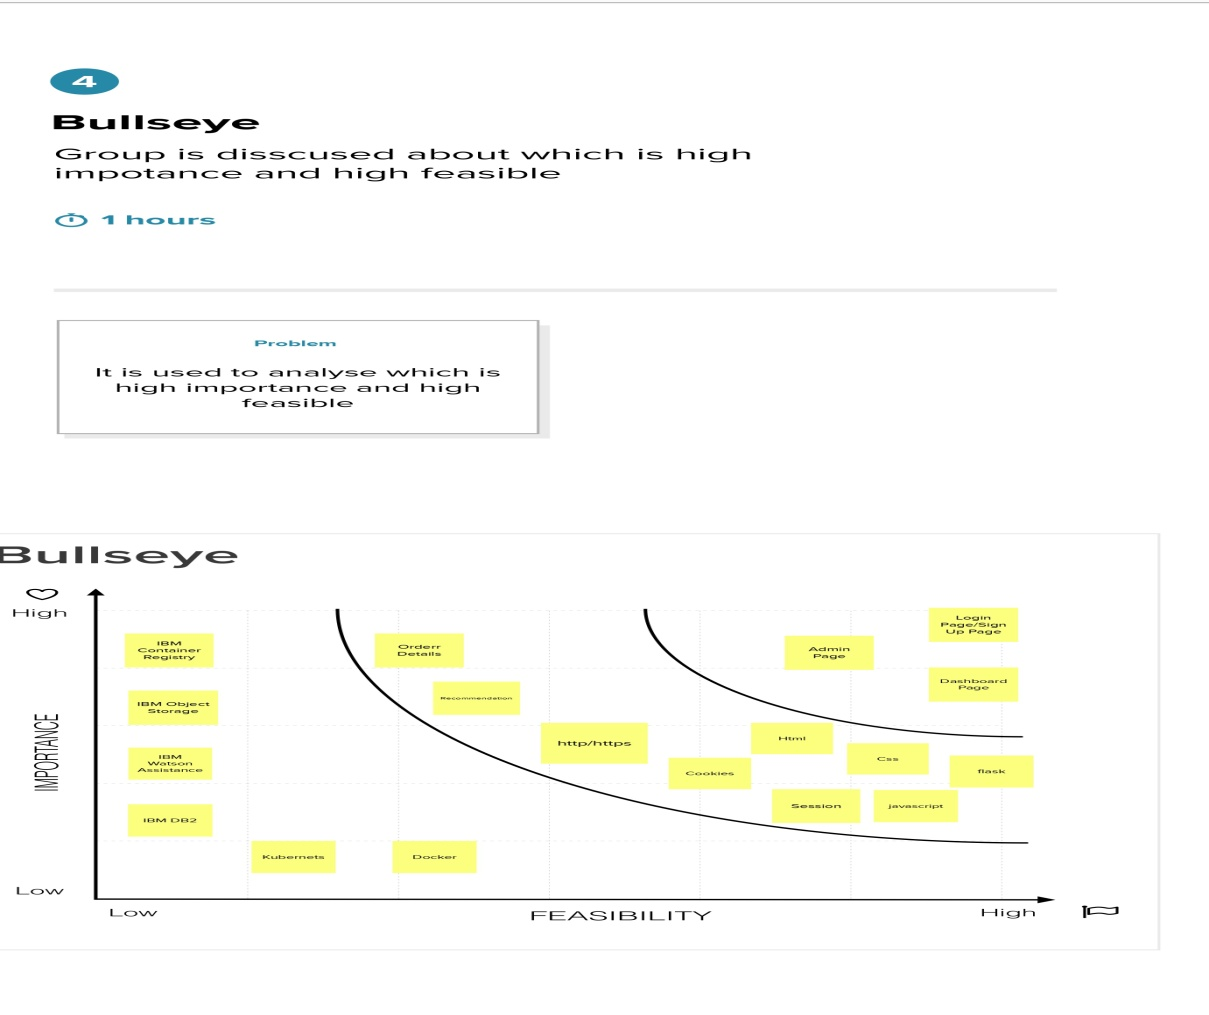 4
Bullseye
Group is disscused about which is high
impotance and high feasible
1 hours
Problem
It is used to analyse which is
high importance and high
feasible
Bullseye
High
IMPORTANCE
Low
IBM
Container
Registry
IBM Object
Storage
IBM
Watson
Assistance
IBM DB2
Kubernets
Docker
Orderr
Details
Recommendation
http/https
Cookies
Html
Session
Css
javascript
flask
Admin
Page
Login
Page/Sign
Up Page
Dashboard
Page
Low
FEASIBILITY
High